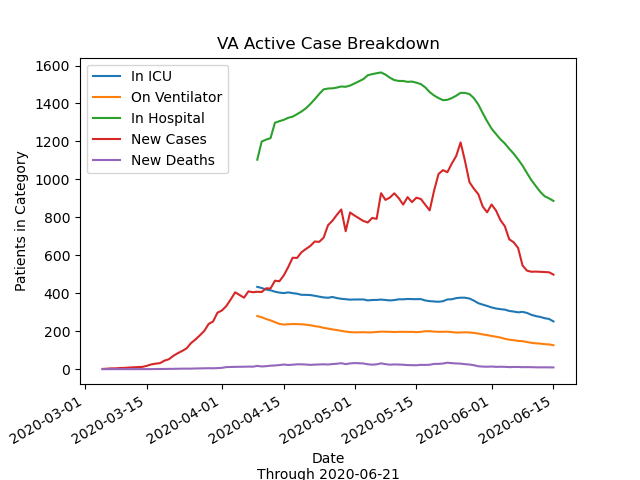 VA Active Case Breakdown
In ICU
On Ventilator
In Hospital
New Cases
New Deaths
Patients in Category
1600
1400
1200
1000
800
600
400
200
0
2020-03-01
2020-03-15
2020-04-01
2020-04-15
2020-05-01
2020-05-15
2020-06-01
2020-06-15
Date
Through 2020-06-21